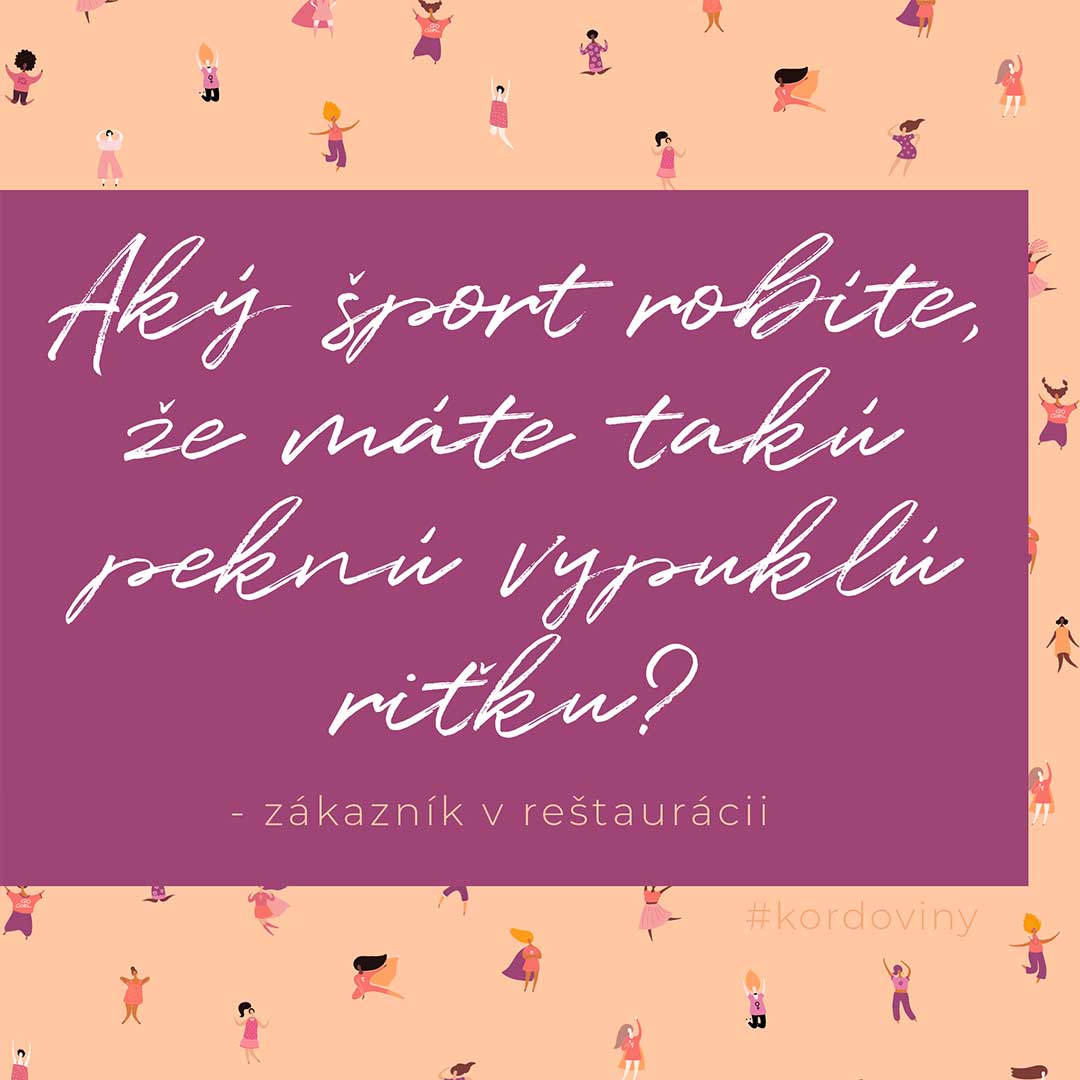 Aký šport robíte,
že máte takú
peknú vypuklú
riťku?
- zákazník v reštaurácii
#kordoviny